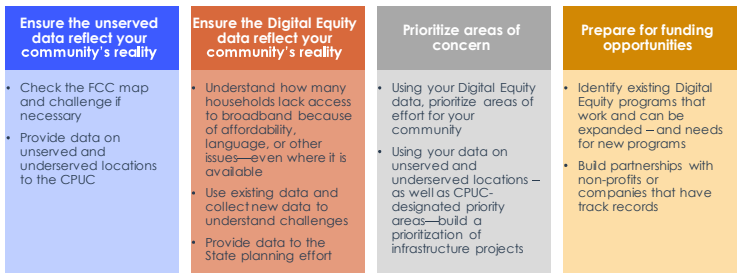 Ensure the unserved
data reflect your
community's reality
• Check the FCC map
and challenge if
necessary
• Provide data on
unserved and
underserved locations
to the CPUC
Ensure the Digital Equity
data reflect your
community's reality
• Understand how many
households lack access
to broadband because
of affordability,
language, or other
issues—even where it is
available
• Use existing data and
collect new data to
understand challenges
• Provide data to the
State planning effort
Prioritize areas of
concern
• Using your Digital Equity
data, prioritize areas of
effort for your
community
• Using your data on
unserved and
underserved locations –
as well as CPUC-
designated priority
areas—build a
prioritization of
infrastructure projects
Prepare for funding
opportunities
• Identify existing Digital
Equity programs that
work and can be
expanded – and needs
for new programs
• Build partnerships with
non-profits or
companies that have
track records